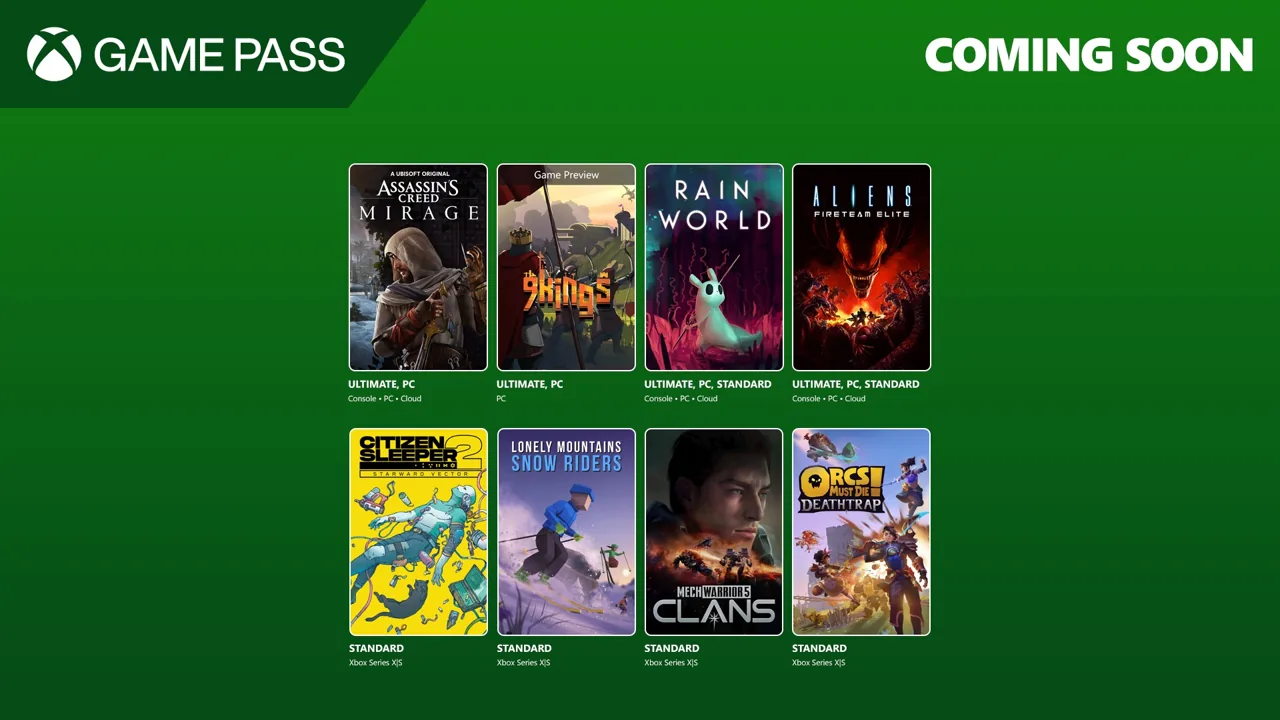 GAME PASS
COMING SOON
A UBISOFT ORIGINAL
ASSASSIN'S
CREED
MIRAGE
Game Preview
THE
9Kings
RAIN
WORLD
ALIENS
FIRETEAM ELITE
ULTIMATE, PC
Console • PC • Cloud
ULTIMATE, PC
PC
ULTIMATE, PC, STANDARD
Console • PC • Cloud
ULTIMATE, PC, STANDARD
Console • PC • Cloud
CITIZEN
SLEEPER 2
STARWARD VECTOR
LONELY MOUNTAINS
SNOW RIDERS
MECHWARRIOR 5
CLANS
ORCS
MUST DIE!
DEATHTRAP
STANDARD
Xbox Series X|S
STANDARD
Xbox Series X|S
STANDARD
Xbox Series X|S
STANDARD
Xbox Series X|S